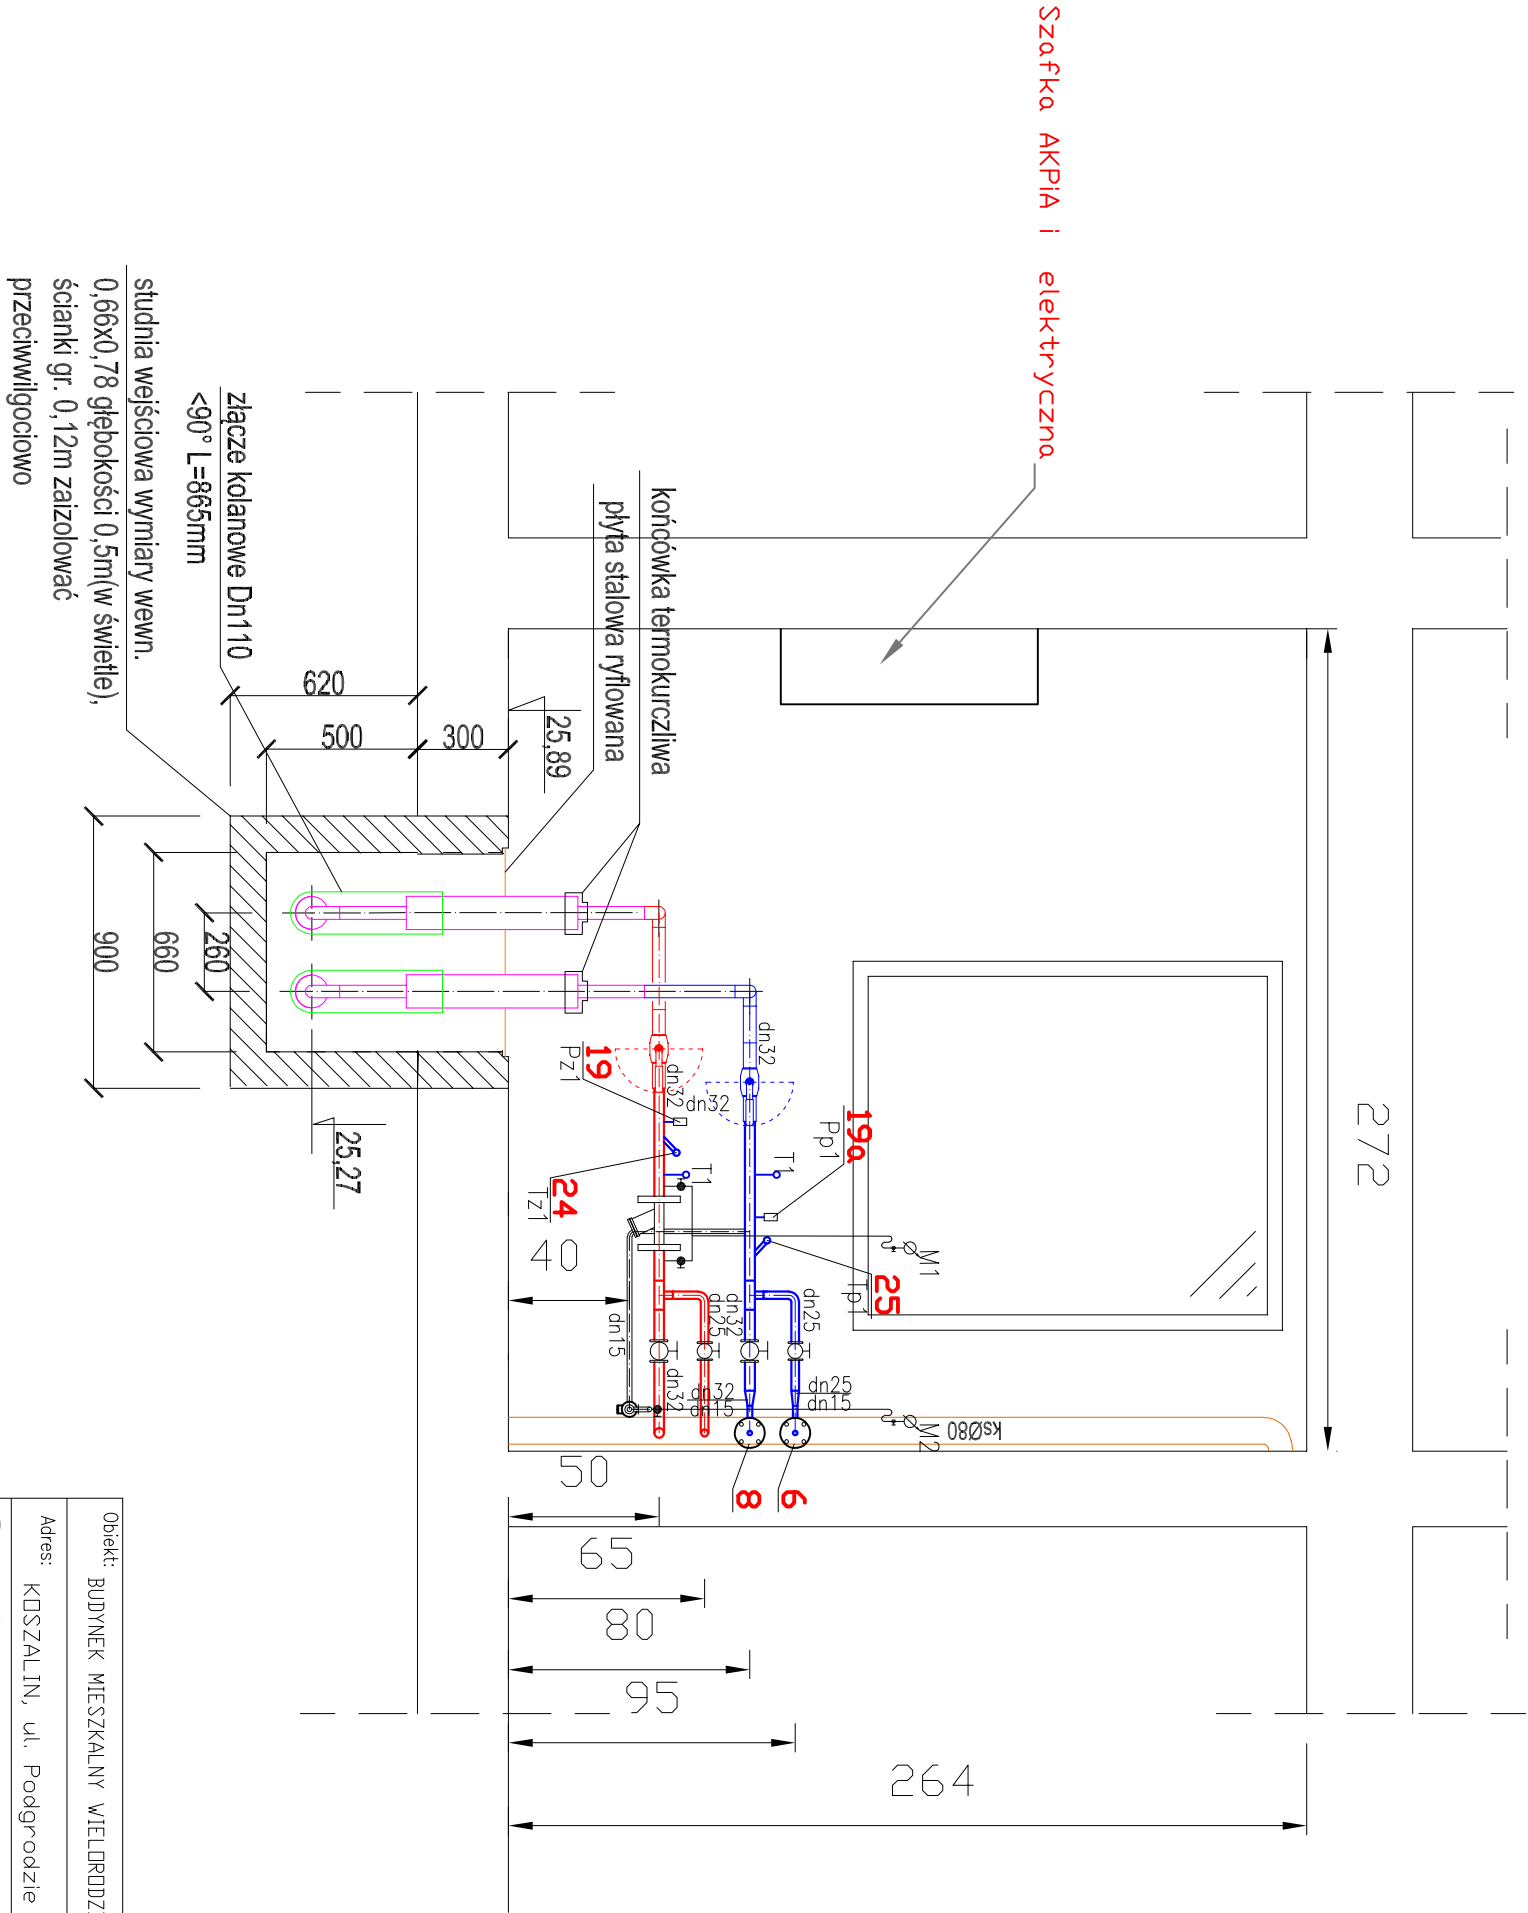 Szafka AKPiA i elektryczna
272
końcówka termokurczliwa
płyta stalowa ryflowana
złącze kolanowe Dn110
<90° L=865mm
studnia wejściowa wymiary wewn.
0,66x0,78 głębokości 0,5m(w świetle),
ścianki gr. 0,12m zaizolować
przeciwwilgociowo
620
500
300
25,89
260
660
900
25,27
19
Pz1
24
Tz1
19a
Pp1
25
Tp1
T1
T1
M1
M2
ksØ80
dn32
dn32
dn32
dn25
dn25
dn32
dn15
dn32
dn32
dn15
dn25
dn15
8
6
40
50
65
80
95
264
Obiekt:
BUDYNEK MIESZKALNY
Adres:
KOSZALIN, ul. Podgrodzie